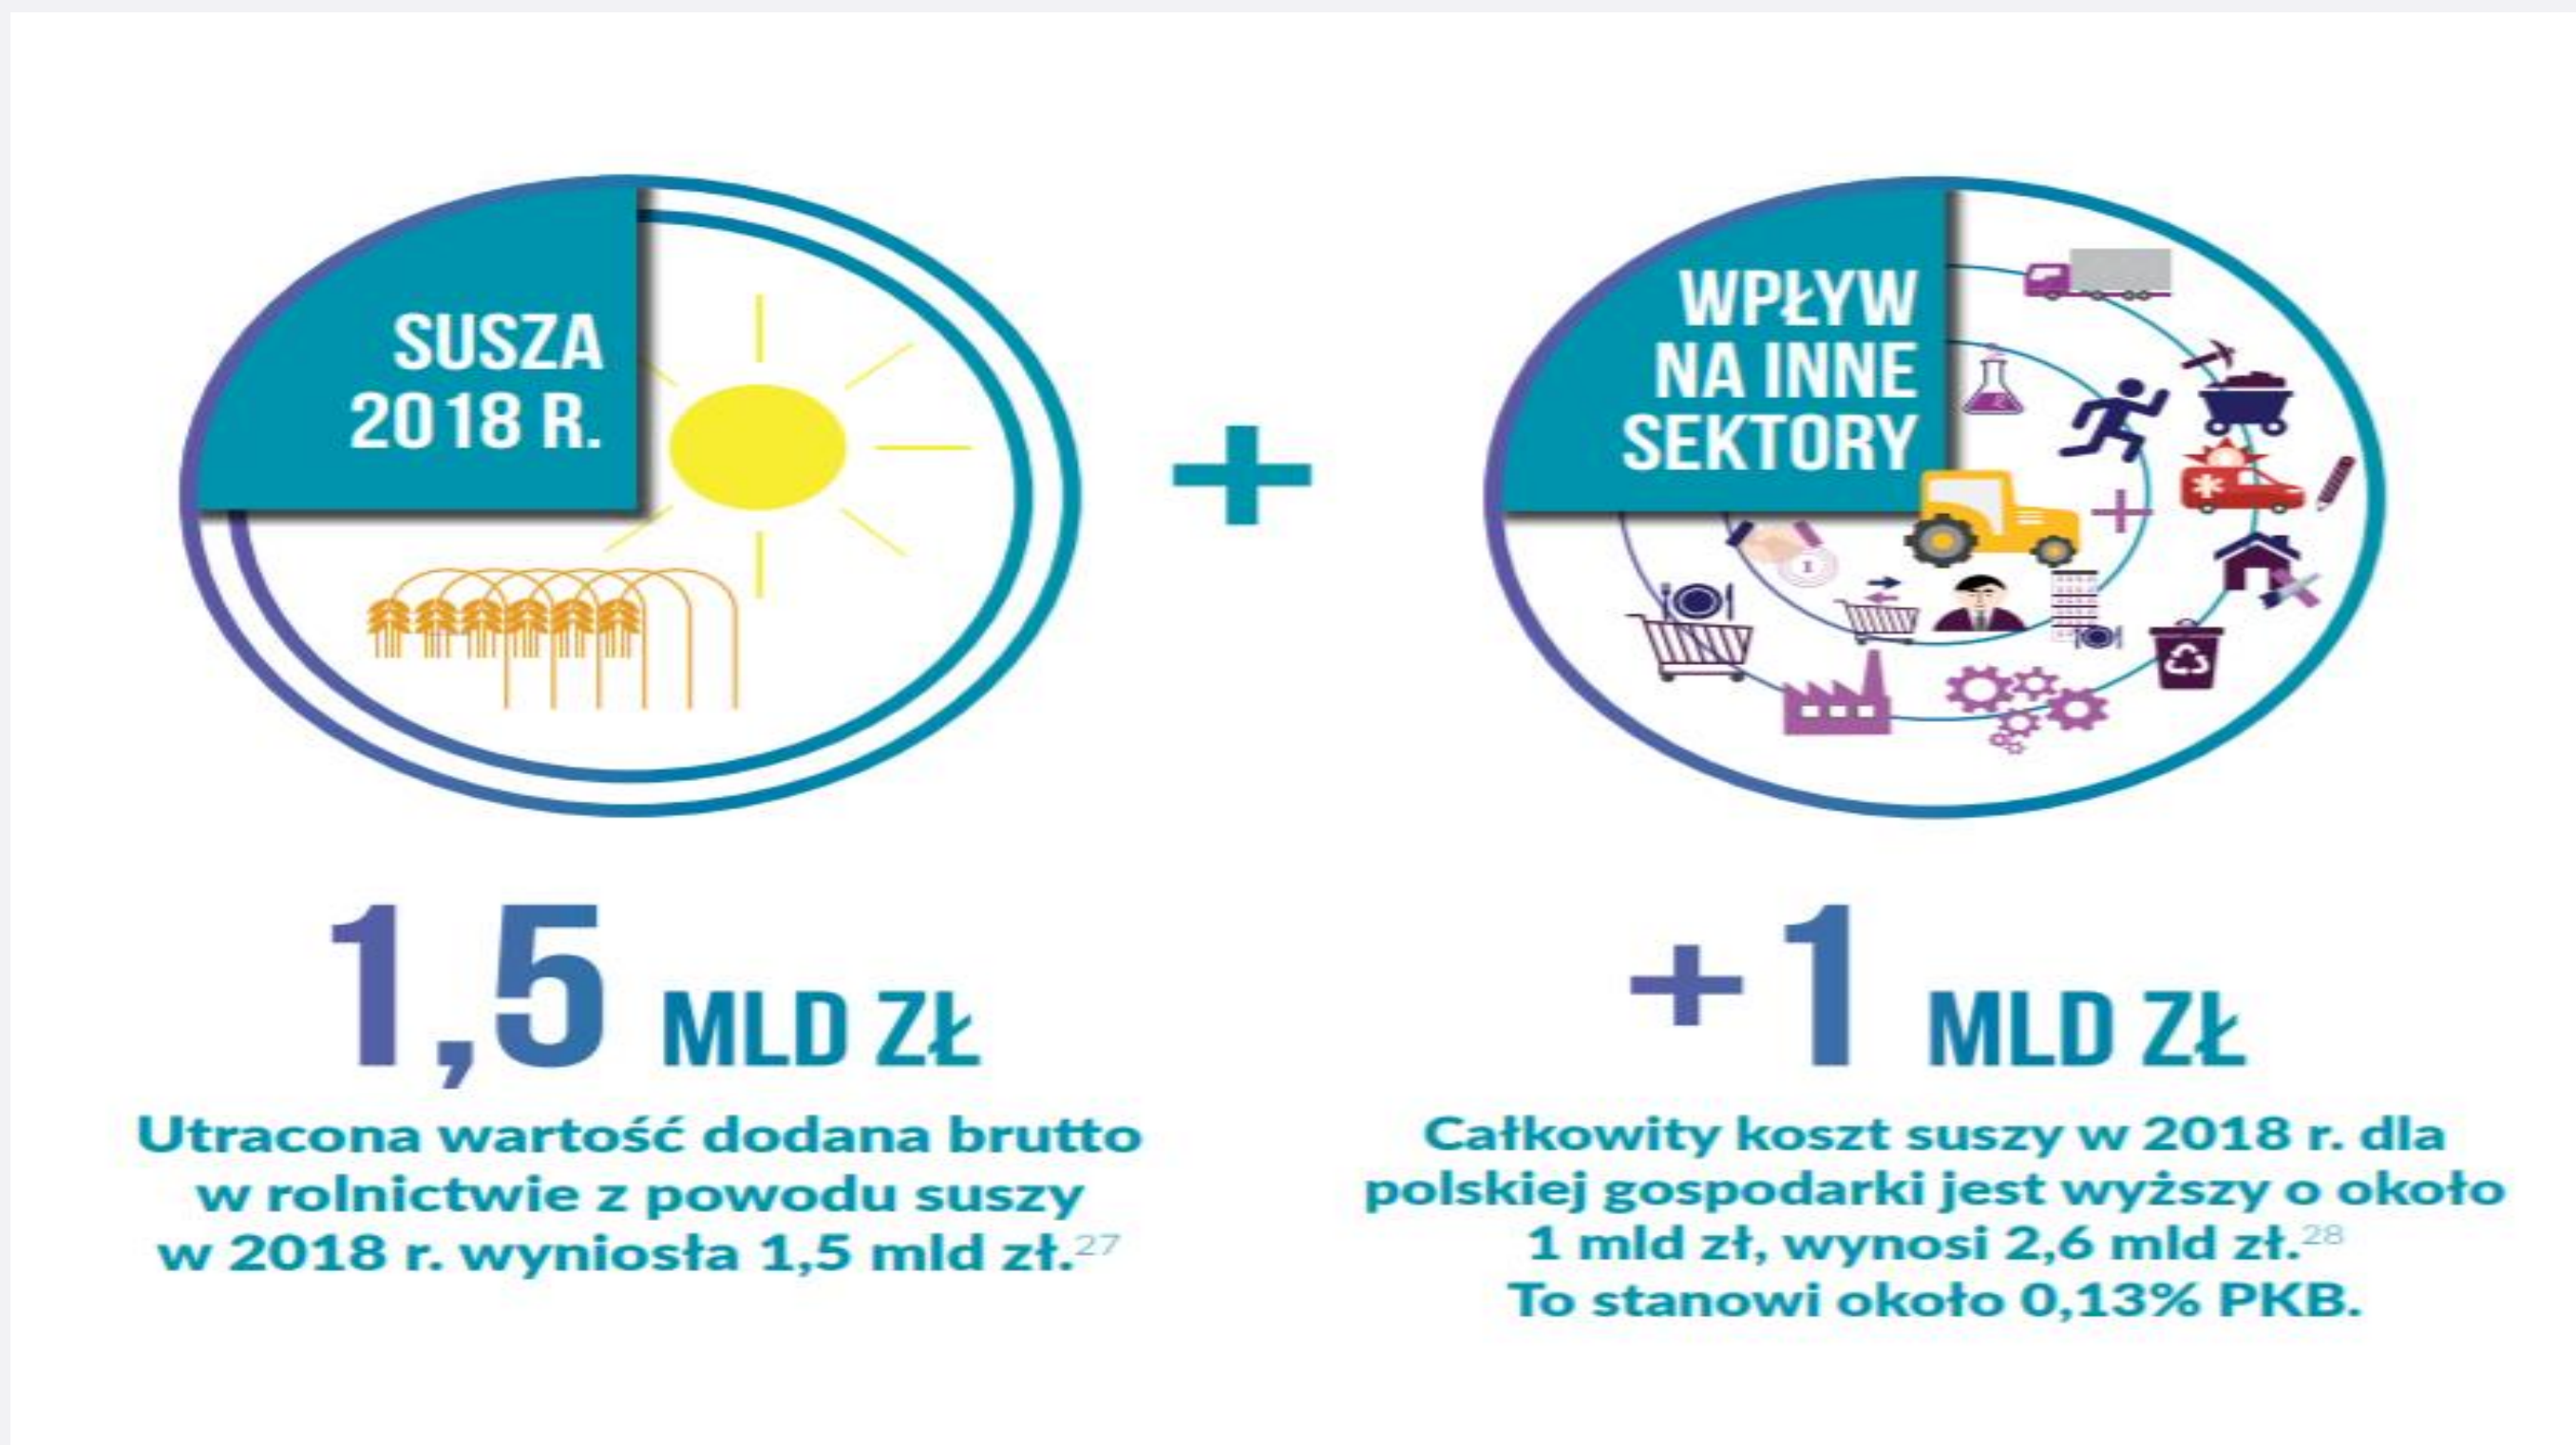 SUSZA
2018 R.
+
WPŁYW
NA INNE
SEKTORY
1,5 MLD ZŁ
Utracona wartość dodana brutto
w rolnictwie z powodu suszy
w 2018 r. wyniosła 1,5 mld zł.27
+1 MLD ZŁ
Całkowity koszt suszy w 2018 r. dla
polskiej gospodarki jest wyższy o około
1 mld zł, wynosi 2,6 mld zł.28
To stanowi około 0,13% PKB.